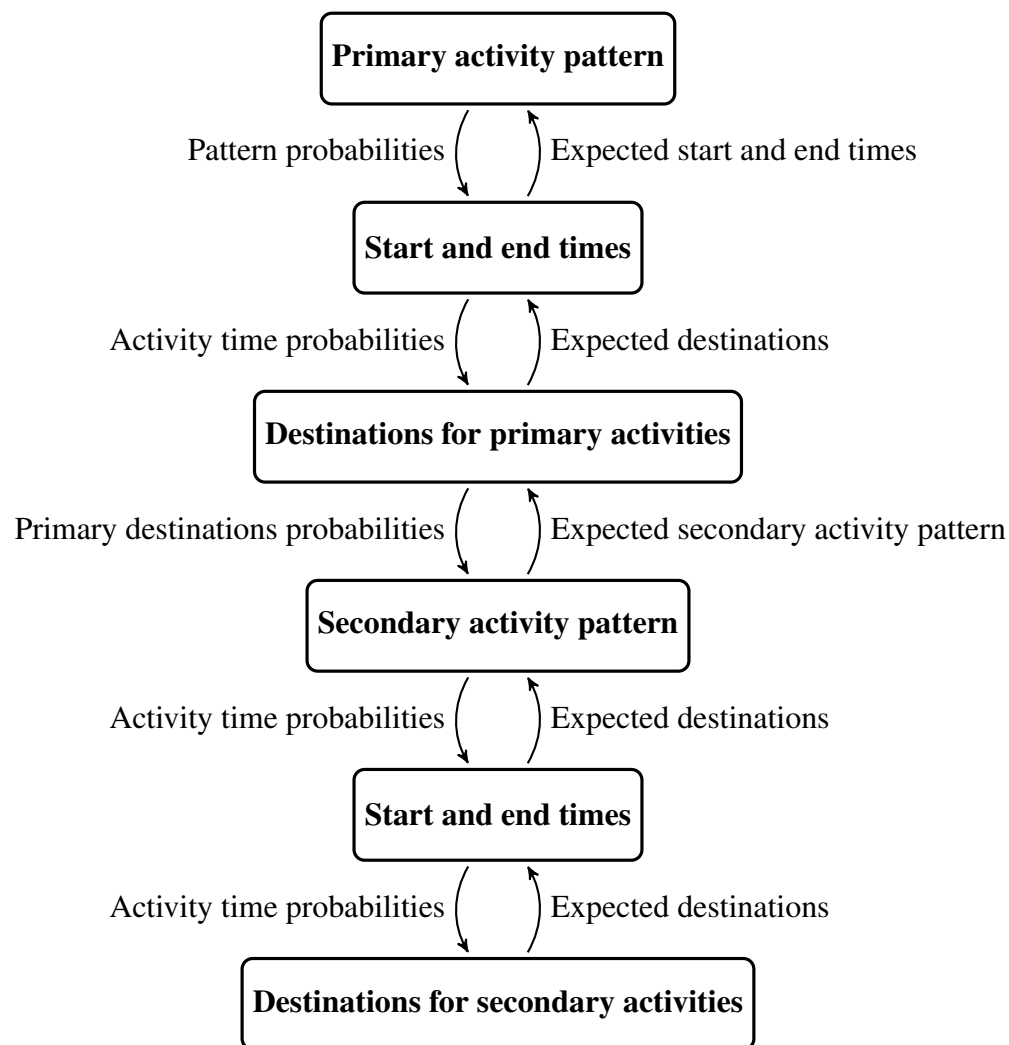 Primary activity pattern
Pattern probabilities
Expected start and end times
Start and end times
Activity time probabilities
Expected destinations
Destinations for primary activities
Primary destinations probabilities
Expected secondary activity pattern
Secondary activity pattern
Activity time probabilities
Expected destinations
Start and end times
Activity time probabilities
Expected destinations
Destinations for secondary activities